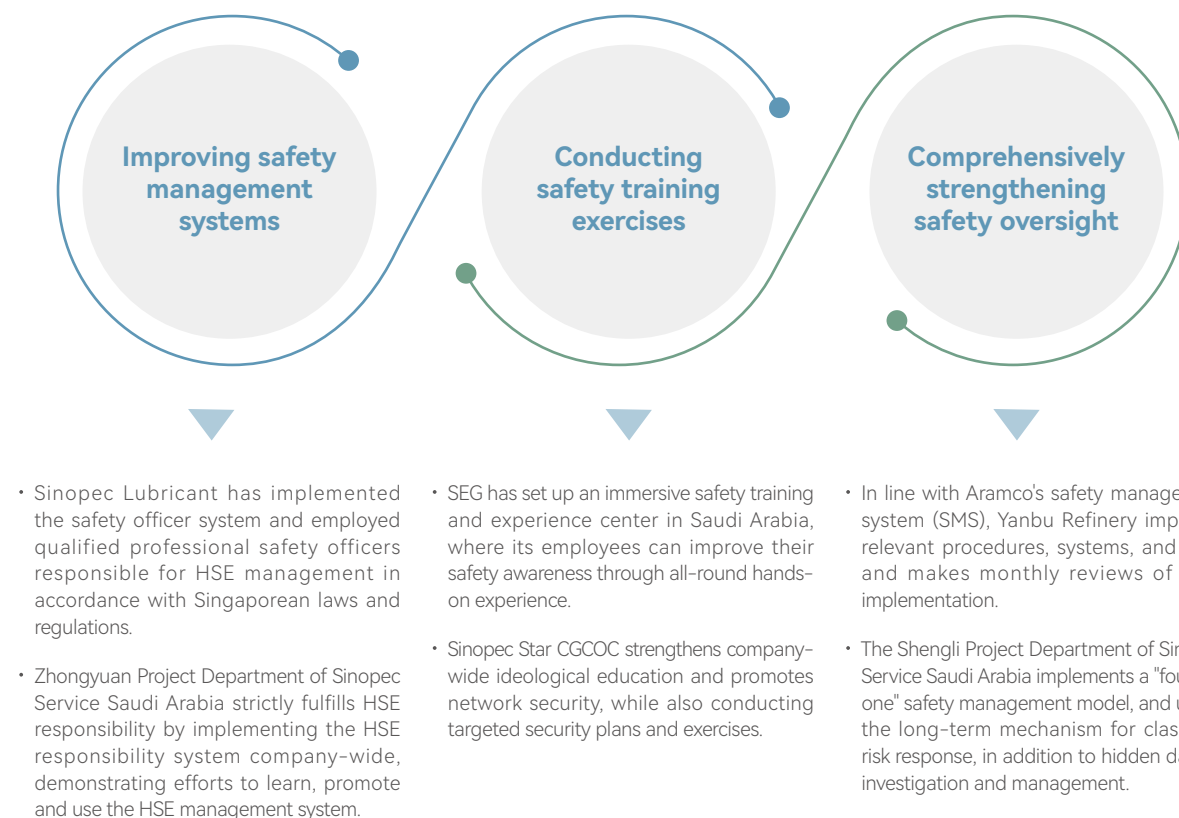 Improving safety
management
systems
Conducting
safety training
exercises
Comprehensively
strengthening
safety oversight
• Sinopec Lubricant has implemented
the safety officer system and employed
qualified professional safety officers
responsible for HSE management in
accordance with Singaporean laws and
regulations.
• Zhongyuan Project Department of Sinopec
Service Saudi Arabia strictly fulfills HSE
responsibility by implementing the HSE
responsibility system company-wide,
demonstrating efforts to learn, promote
and use the HSE management system.
• SEG has set up an immersive safety training
and experience center in Saudi Arabia,
where its employees can improve their
safety awareness through all-round hands-
on experience.
• Sinopec Star CGCOC strengthens company-
wide ideological education and promotes
network security, while also conducting
targeted security plans and exercises.
• In line with Aramco's safety
system (SMS), Yanbu Refinery
relevant procedures, systems, and
and makes monthly reviews of
implementation.
• The Shengli Project Department of
Service Saudi Arabia implements a
one" safety management model, and
the long-term mechanism for
risk response, in addition to hidden
investigation and management.